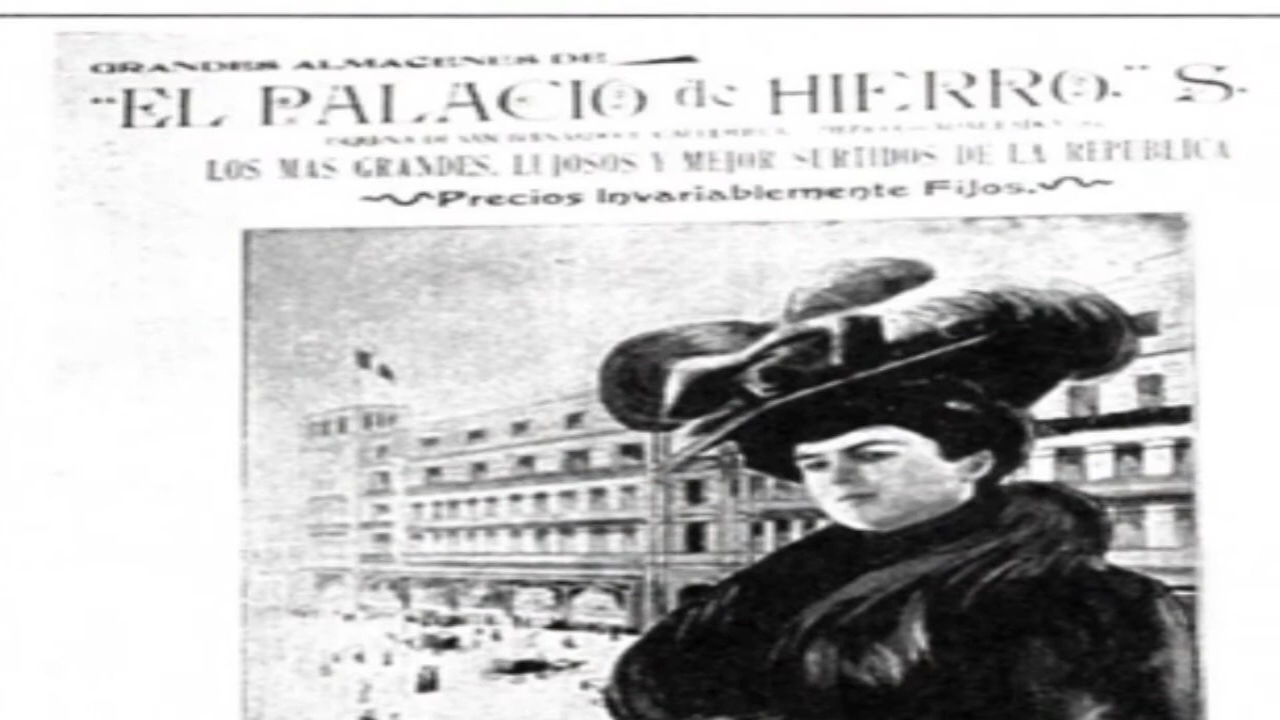 GRANDES ALMACENES DE
"EL PALACIO de HIERRO." S.
LOS MAS GRANDES, LUJOSOS Y MEJOR SURTIDOS DE LA REPUBLICA
Precios Invariablemente Fijos.